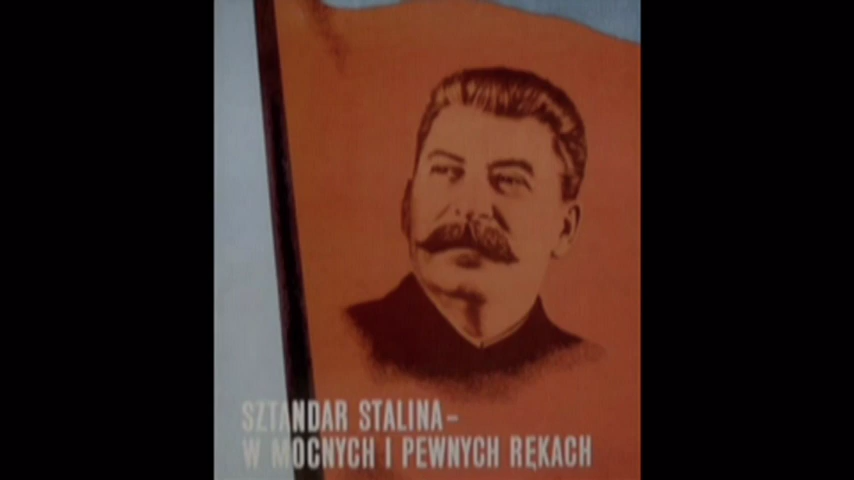 SZTANDAR STALINA –
W MOCNYCH I PEWNYCH RĘKACH